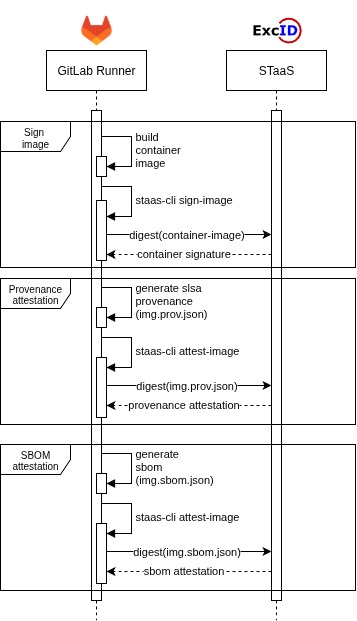 ExcID
GitLab Runner
STaaS
Sign
image
build
container
image
staas-cli sign-image
digest(container-image)
container signature
Provenance
attestation
generate slsa
provenance
(img.prov.json)
staas-cli attest-image
digest(img.prov.json)
provenance attestation
SBOM
attestation
generate
sbom
(img.sbom.json)
staas-cli attest-image
digest(img.sbom.json)
sbom attestation